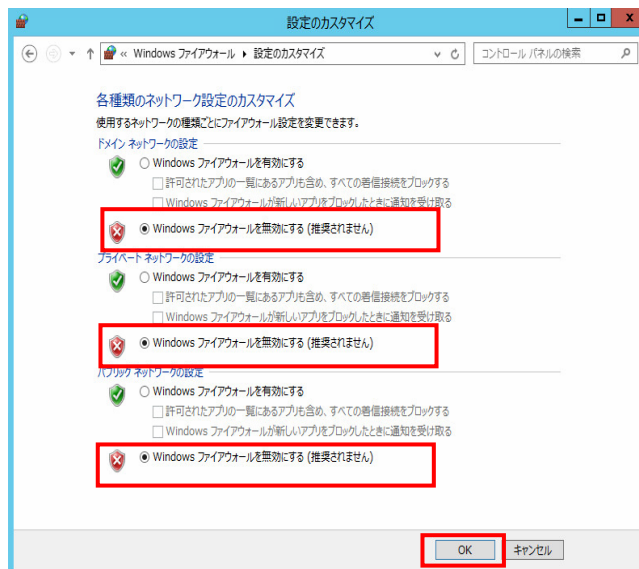 設定のカスタマイズ
« Windows ファイアウォール ▸ 設定のカスタマイズ
コントロール パネルの検索
各種類のネットワーク設定のカスタマイズ
使用するネットワークの種類ごとにファイアウォール設定を変更できます。
ドメイン ネットワークの設定
Windows ファイアウォールを有効にする
許可されたアプリの一覧にあるアプリも含め、すべての着信接続をブロックする
Windows ファイアウォールが新しいアプリをブロックしたときに通知を受け取る
Windows ファイアウォールを無効にする (推奨されません)
プライベート ネットワークの設定
Windows ファイアウォールを有効にする
許可されたアプリの一覧にあるアプリも含め、すべての着信接続をブロックする
Windows ファイアウォールが新しいアプリをブロックしたときに通知を受け取る
Windows ファイアウォールを無効にする (推奨されません)
パブリック ネットワークの設定
Windows ファイアウォールを有効にする
許可されたアプリの一覧にあるアプリも含め、すべての着信接続をブロックする
Windows ファイアウォールが新しいアプリをブロックしたときに通知を受け取る
Windows ファイアウォールを無効にする (推奨されません)
OK キャンセル